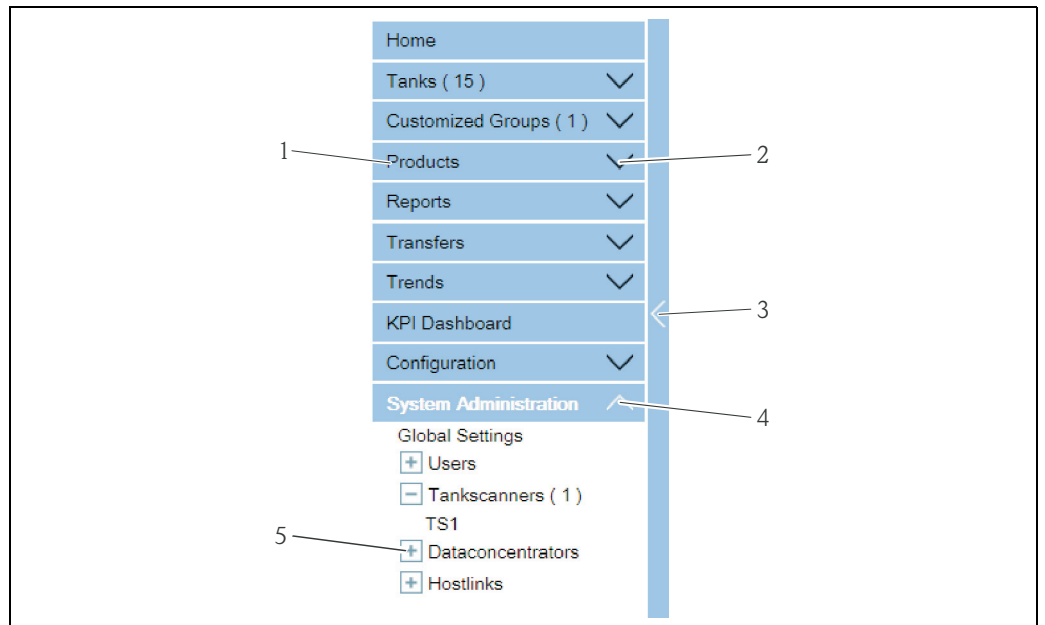 Home
Tanks ( 15 )
Customized Groups ( 1 )
1 Products 2
Reports
Transfers
Trends
3
KPI Dashboard
Configuration
System Administration
4
Global Settings
Users
Tankscanners ( 1 )
TS1
5
Dataconcentrators
Hostlinks